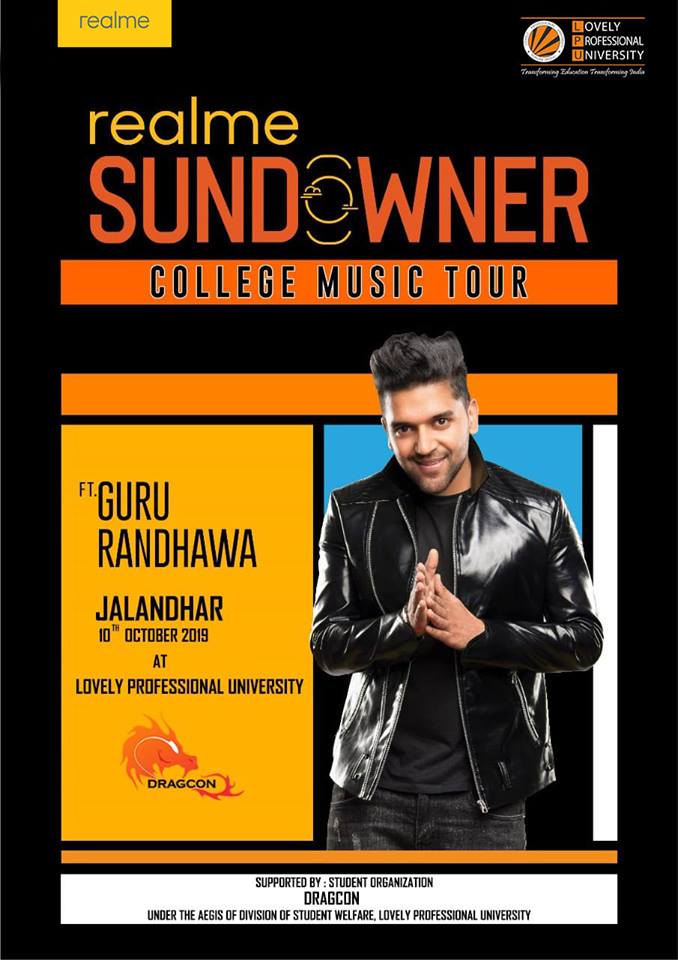 realme
LOVELY
PROFESSIONAL
UNIVERSITY
Transforming Education Transforming India
realme
SUNDOWNER
COLLEGE MUSIC TOUR
FT. GURU
RANDHAWA
JALANDHAR
10TH OCTOBER 2019
AT
LOVELY PROFESSIONAL UNIVERSITY
DRAGCON
SUPPORTED BY : STUDENT ORGANIZATION
DRAGCON
UNDER THE AEGIS OF DIVISION OF STUDENT WELFARE, LOVELY PROFESSIONAL UNIVERSITY